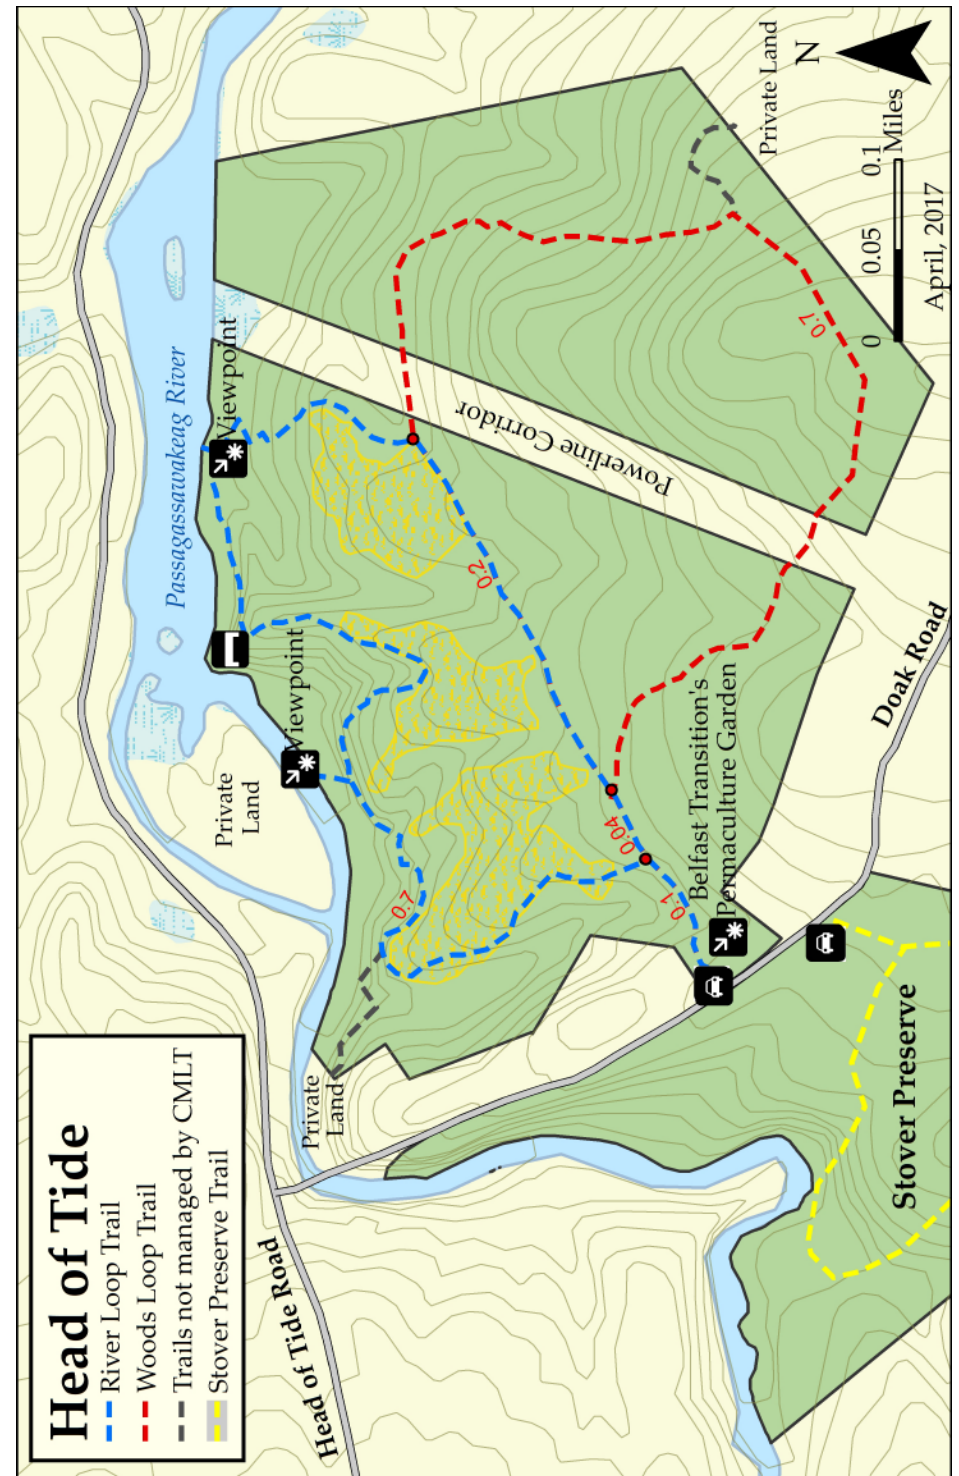 Head of Tide
River Loop Trail
Woods Loop Trail
Trails not managed by CMLT
Stover Preserve Trail
Head of Tide Road
Private
Land
Private
Land
Viewpoint
Passagassawakeag River
Viewpoint
0.7
0.2
0.04
0.1
Powerline Corridor
0.7
Belfast Transition's
Permaculture Garden
Doak Road
Stover Preserve
Private Land
N
0 0.05 0.1
Miles
April, 2017